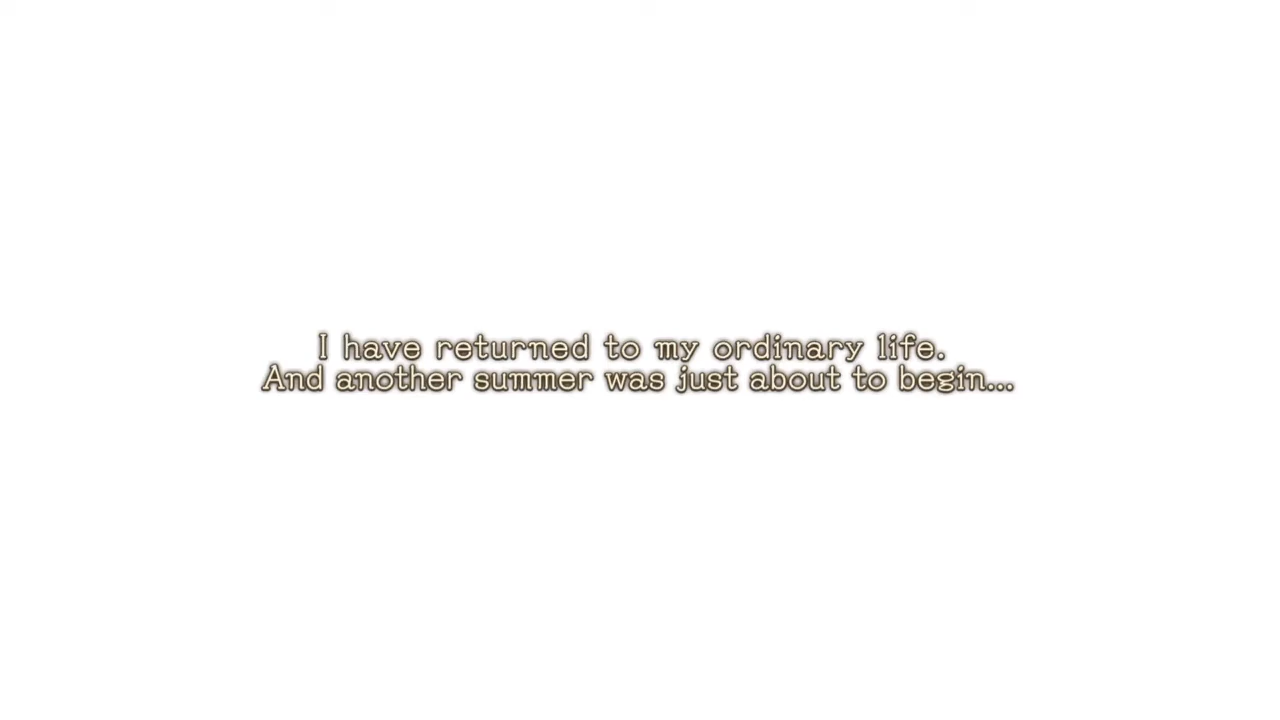 I have returned to my ordinary life.
And another summer was just about to begin...